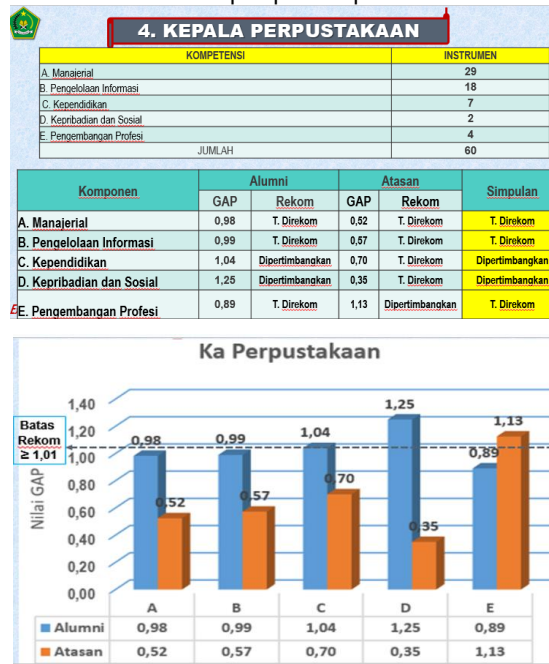 4. KEPALA PERPUSTAKAAN
KOMPETENSI INSTRUMEN
A. Manajerial 29
B. Pengelolaan Informasi 18
C. Kependidikan 7
D. Kepribadian dan Sosial 2
E. Pengembangan Profesi 4
JUMLAH 60
Komponen Alumni Atasan Simpulan
GAP Rekom GAP Rekom
A. Manajerial 0,98 T. Direkom 0,52 T. Direkom T. Direkom
B. Pengelolaan Informasi 0,99 T. Direkom 0,57 T. Direkom T. Direkom
C. Kependidikan 1,04 Dipertimbangkan 0,70 T. Direkom Dipertimbangkan
D. Kepribadian dan Sosial 1,25 Dipertimbangkan 0,35 T. Direkom Dipertimbangkan
E. Pengembangan Profesi 0,89 T. Direkom 1,13 Dipertimbangkan T. Direkom
Ka Perpustakaan
Batas
Rekom
≥ 1,01
Nilai GAP
1,40
1,20
1,00
0,80
0,60
0,40
0,20
0,00
0,98 0,52
0,99 0,57
1,04 0,70
1,25 0,35
0,89 1,13
A B C D E
Alumni 0,98 0,99 1,04 1,25 0,89
Atasan 0,52 0,57 0,70 0,35 1,13